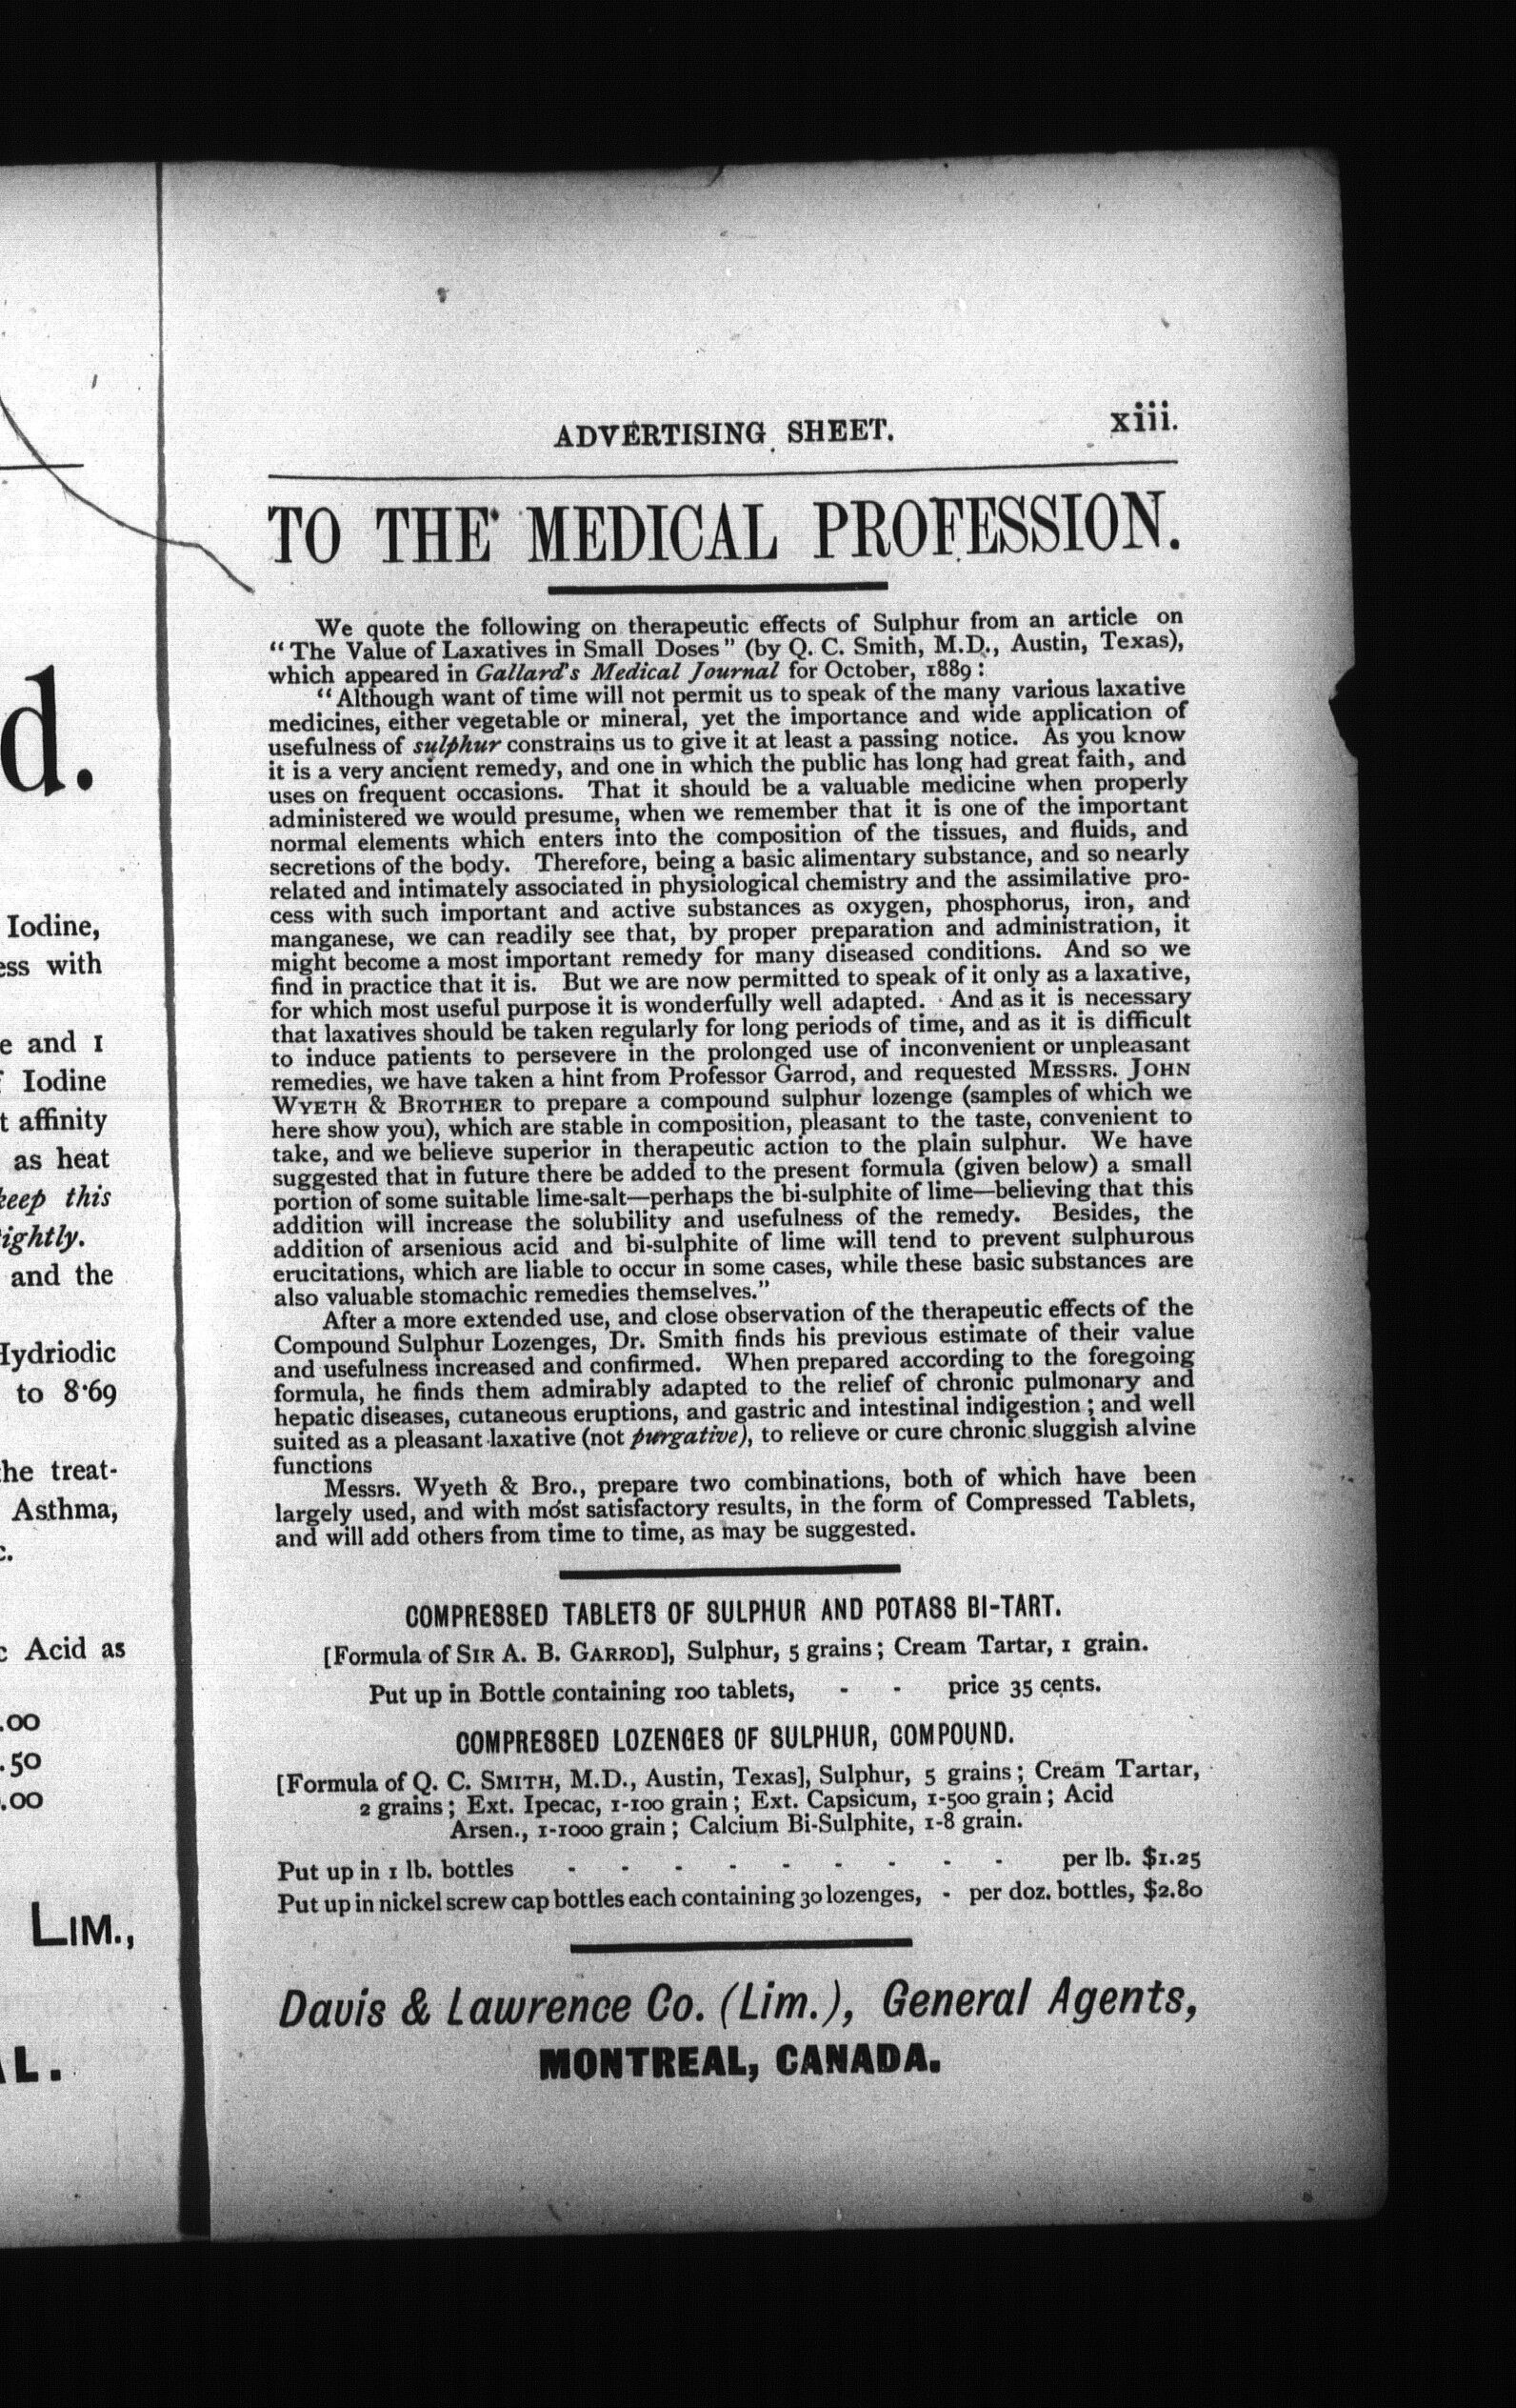 d.
Iodine,
ess with
e and 1
Iodine
t affinity
as heat
keep this
ightly.
and the
Hydriodic
to 8·69
he treat-
Asthma,
c.
c Acid as
.00
.50
.00
LIM.,
AL.
ADVERTISING SHEET. xiii.
TO THE MEDICAL PROFESSION.
We quote the following on therapeutic effects of Sulphur from an article on
“The Value of Laxatives in Small Doses” (by Q. C. Smith, M.D., Austin, Texas),
which appeared in Gallard's Medical Journal for October, 1889:
“Although want of time will not permit us to speak of the many various laxative
medicines, either vegetable or mineral, yet the importance and wide application of
usefulness of sulphur constrains us to give it at least a passing notice. As you know
it is a very ancient remedy, and one in which the public has long had great faith, and
uses on frequent occasions. That it should be a valuable medicine when properly
administered we would presume, when we remember that it is one of the important
normal elements which enters into the composition of the tissues, and fluids, and
secretions of the body. Therefore, being a basic alimentary substance, and so nearly
related and intimately associated in physiological chemistry and the assimilative pro-
cess with such important and active substances as oxygen, phosphorus, iron, and
manganese, we can readily see that, by proper preparation and administration, it
might become a most important remedy for many diseased conditions. And so we
find in practice that it is. But we are now permitted to speak of it only as a laxative,
for which most useful purpose it is wonderfully well adapted. And as it is necessary
that laxatives should be taken regularly for long periods of time, and as it is difficult
to induce patients to persevere in the prolonged use of inconvenient or unpleasant
remedies, we have taken a hint from Professor Garrod, and requested MESSRS. JOHN
WYETH & BROTHER to prepare a compound sulphur lozenge (samples of which we
here show you), which are stable in composition, pleasant to the taste, convenient to
take, and we believe superior in therapeutic action to the plain sulphur. We have
suggested that in future there be added to the present formula (given below) a small
portion of some suitable lime-salt—perhaps the bi-sulphite of lime—believing that this
addition will increase the solubility and usefulness of the remedy. Besides, the
addition of arsenious acid and bi-sulphite of lime will tend to prevent sulphurous
erucitations, which are liable to occur in some cases, while these basic substances are
also valuable stomachic remedies themselves.”
After a more extended use, and close observation of the therapeutic effects of the
Compound Sulphur Lozenges, Dr. Smith finds his previous estimate of their value
and usefulness increased and confirmed. When prepared according to the foregoing
formula, he finds them admirably adapted to the relief of chronic pulmonary and
hepatic diseases, cutaneous eruptions, and gastric and intestinal indigestion; and well
suited as a pleasant laxative (not purgative), to relieve or cure chronic sluggish alvine
functions
Messrs. Wyeth & Bro., prepare two combinations, both of which have been
largely used, and with most satisfactory results, in the form of Compressed Tablets,
and will add others from time to time, as may be suggested.
COMPRESSED TABLETS OF SULPHUR AND POTASS BI-TART.
[Formula of SIR A. B. GARROD], Sulphur, 5 grains; Cream Tartar, 1 grain.
Put up in Bottle containing 100 tablets, - - price 35 cents.
COMPRESSED LOZENGES OF SULPHUR, COMPOUND.
[Formula of Q. C. SMITH, M.D., Austin, Texas], Sulphur, 5 grains; Cream Tartar,
2 grains; Ext. Ipecac, 1-100 grain; Ext. Capsicum, 1-500 grain; Acid
Arsen., 1-1000 grain; Calcium Bi-Sulphite, 1-8 grain.
Put up in 1 lb. bottles - - - - - - - - - per lb. $1.25
Put up in nickel screw cap bottles each containing 30 lozenges, - per doz. bottles, $2.80
Davis & Lawrence Co. (Lim.), General Agents,
MONTREAL, CANADA.